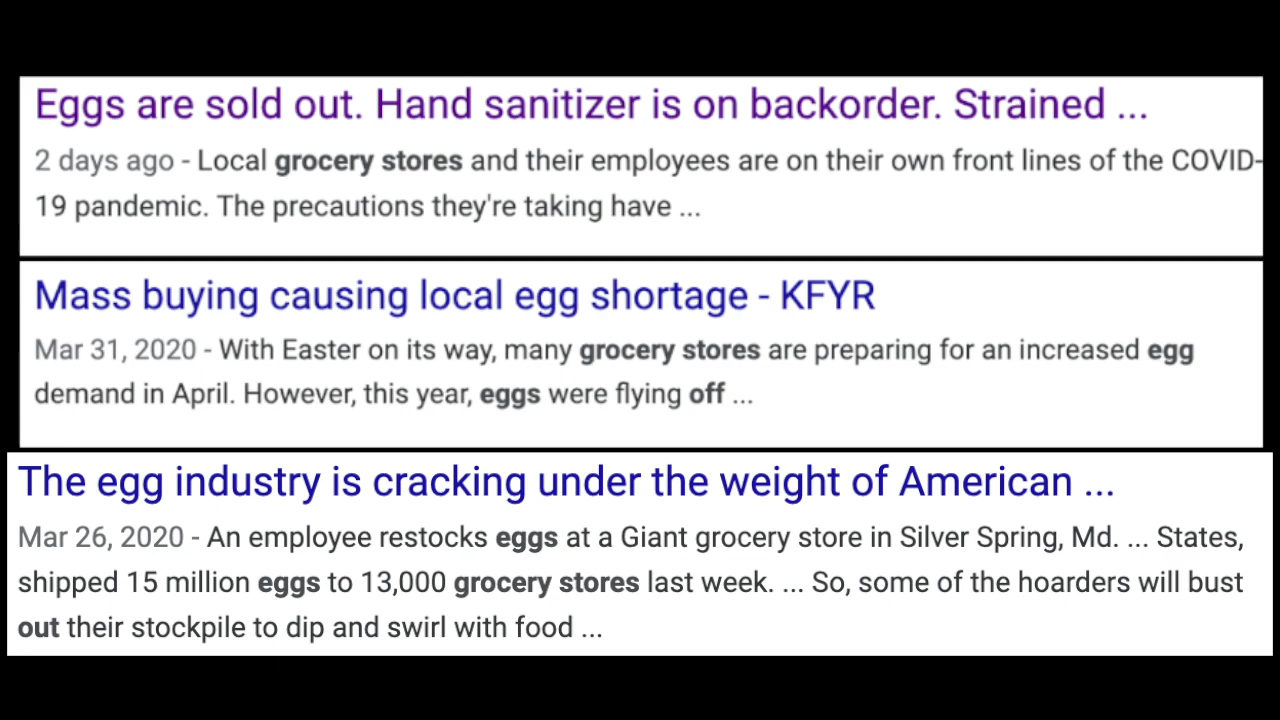 Eggs are sold out. Hand sanitizer is on backorder. Strained ...
2 days ago - Local grocery stores and their employees are on their own front lines of the COVID-
19 pandemic. The precautions they're taking have ...
Mass buying causing local egg shortage - KFYR
Mar 31, 2020 - With Easter on its way, many grocery stores are preparing for an increased egg
demand in April. However, this year, eggs were flying off ...
The egg industry is cracking under the weight of American ...
Mar 26, 2020 - An employee restocks eggs at a Giant grocery store in Silver Spring, Md. ... States,
shipped 15 million eggs to 13,000 grocery stores last week. ... So, some of the hoarders will bust
out their stockpile to dip and swirl with food ...